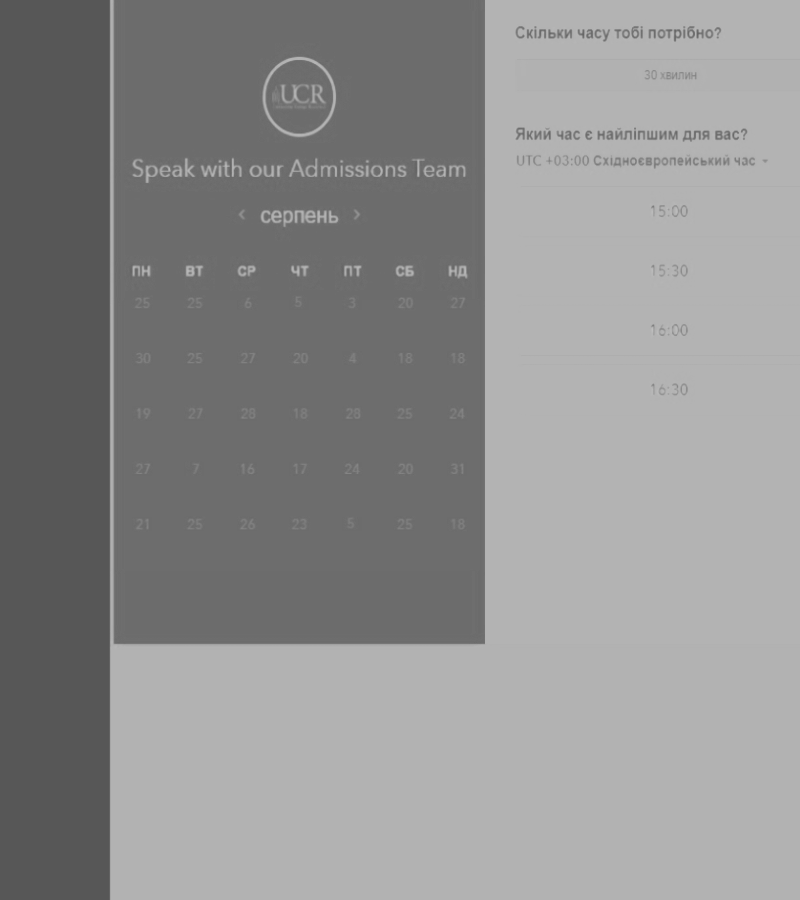 UCR
Speak with our Admissions Team
‹ серпень ›
ПН ВТ СР ЧТ ПТ СБ НД
25 25 6 5 3 20 27
30 25 27 20 4 18 18
19 27 28 18 28 25 24
27 7 16 17 24 20 31
21 25 26 23 5 25 18
Скільки часу тобі потрібно?
30 хвилин
Який час є найліпшим для вас?
UTC +03:00 Східноєвропейський час
15:00
15:30
16:00
16:30